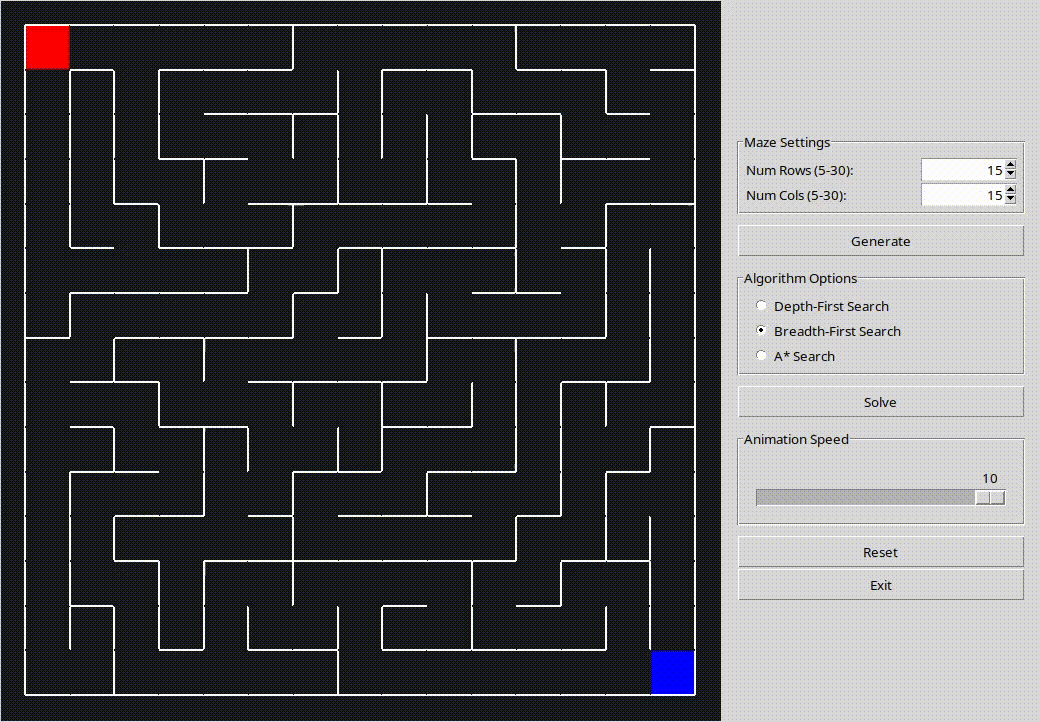 Maze Settings
Num Rows (5-30): 15
Num Cols (5-30): 15
Generate
Algorithm Options
Depth-First Search
Breadth-First Search
A* Search
Solve
Animation Speed
10
Reset
Exit